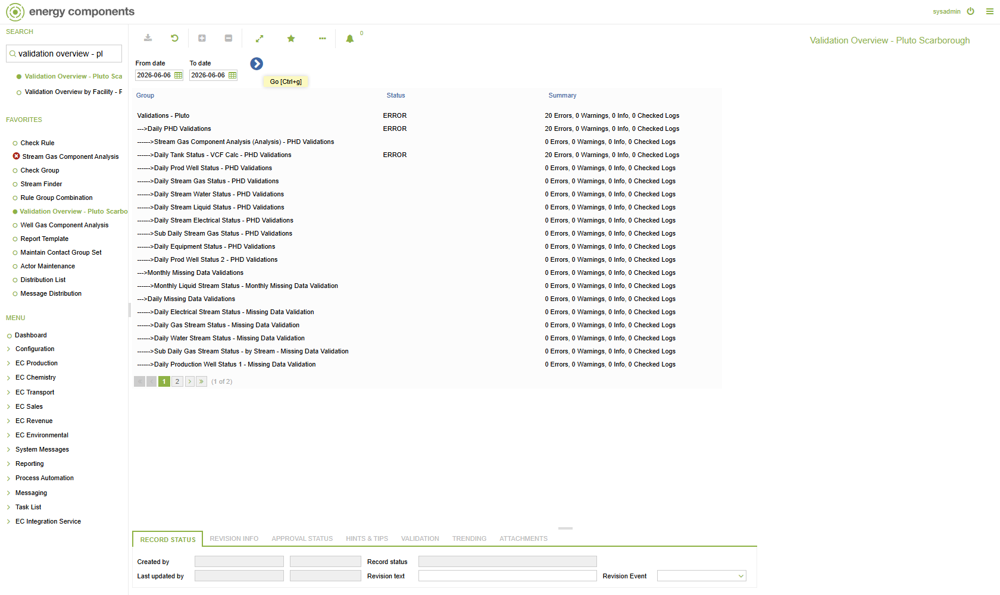 energy components
sysadmin
SEARCH
validation overview - pl
Validation Overview - Pluto Sca
Validation Overview by Facility - F
FAVORITES
Check Rule
Stream Gas Component Analysis
Check Group
Stream Finder
Rule Group Combination
Validation Overview - Pluto Scarbo
Well Gas Component Analysis
Report Template
Maintain Contact Group Set
Actor Maintenance
Distribution List
Message Distribution
MENU
Dashboard
Configuration
EC Production
EC Chemistry
EC Transport
EC Sales
EC Revenue
EC Environmental
System Messages
Reporting
Process Automation
Messaging
Task List
EC Integration Service
0
Validation Overview - Pluto Scarborough
From date To date
2026-06-06 2026-06-06
Go [Ctrl+g]
Group Status Summary
Validations - Pluto ERROR 20 Errors, 0 Warnings, 0 Info, 0 Checked Logs
--->Daily PHD Validations ERROR 20 Errors, 0 Warnings, 0 Info, 0 Checked Logs
------>Stream Gas Component Analysis (Analysis) - PHD Validations 0 Errors, 0 Warnings, 0 Info, 0 Checked Logs
------>Daily Tank Status - VCF Calc - PHD Validations ERROR 20 Errors, 0 Warnings, 0 Info, 0 Checked Logs
------>Daily Prod Well Status - PHD Validations 0 Errors, 0 Warnings, 0 Info, 0 Checked Logs
------>Daily Stream Gas Status - PHD Validations 0 Errors, 0 Warnings, 0 Info, 0 Checked Logs
------>Daily Stream Water Status - PHD Validations 0 Errors, 0 Warnings, 0 Info, 0 Checked Logs
------>Daily Stream Liquid Status - PHD Validations 0 Errors, 0 Warnings, 0 Info, 0 Checked Logs
------>Daily Stream Electrical Status - PHD Validations 0 Errors, 0 Warnings, 0 Info, 0 Checked Logs
------>Sub Daily Stream Gas Status - PHD Validations 0 Errors, 0 Warnings, 0 Info, 0 Checked Logs
------>Daily Equipment Status - PHD Validations 0 Errors, 0 Warnings, 0 Info, 0 Checked Logs
------>Daily Prod Well Status 2 - PHD Validations 0 Errors, 0 Warnings, 0 Info, 0 Checked Logs
--->Monthly Missing Data Validations 0 Errors, 0 Warnings, 0 Info, 0 Checked Logs
------>Monthly Liquid Stream Status - Monthly Missing Data Validation 0 Errors, 0 Warnings, 0 Info, 0 Checked Logs
--->Daily Missing Data Validations 0 Errors, 0 Warnings, 0 Info, 0 Checked Logs
------>Daily Electrical Stream Status - Missing Data Validation 0 Errors, 0 Warnings, 0 Info, 0 Checked Logs
------>Daily Gas Stream Status - Missing Data Validation 0 Errors, 0 Warnings, 0 Info, 0 Checked Logs
------>Daily Water Stream Status - Missing Data Validation 0 Errors, 0 Warnings, 0 Info, 0 Checked Logs
------>Sub Daily Gas Stream Status - by Stream - Missing Data Validation 0 Errors, 0 Warnings, 0 Info, 0 Checked Logs
------>Daily Production Well Status 1 - Missing Data Validation 0 Errors, 0 Warnings, 0 Info, 0 Checked Logs
1 2 (1 of 2)
RECORD STATUS REVISION INFO APPROVAL STATUS HINTS & TIPS VALIDATION TRENDING ATTACHMENTS
Created by Record status
Last updated by Revision text Revision Event